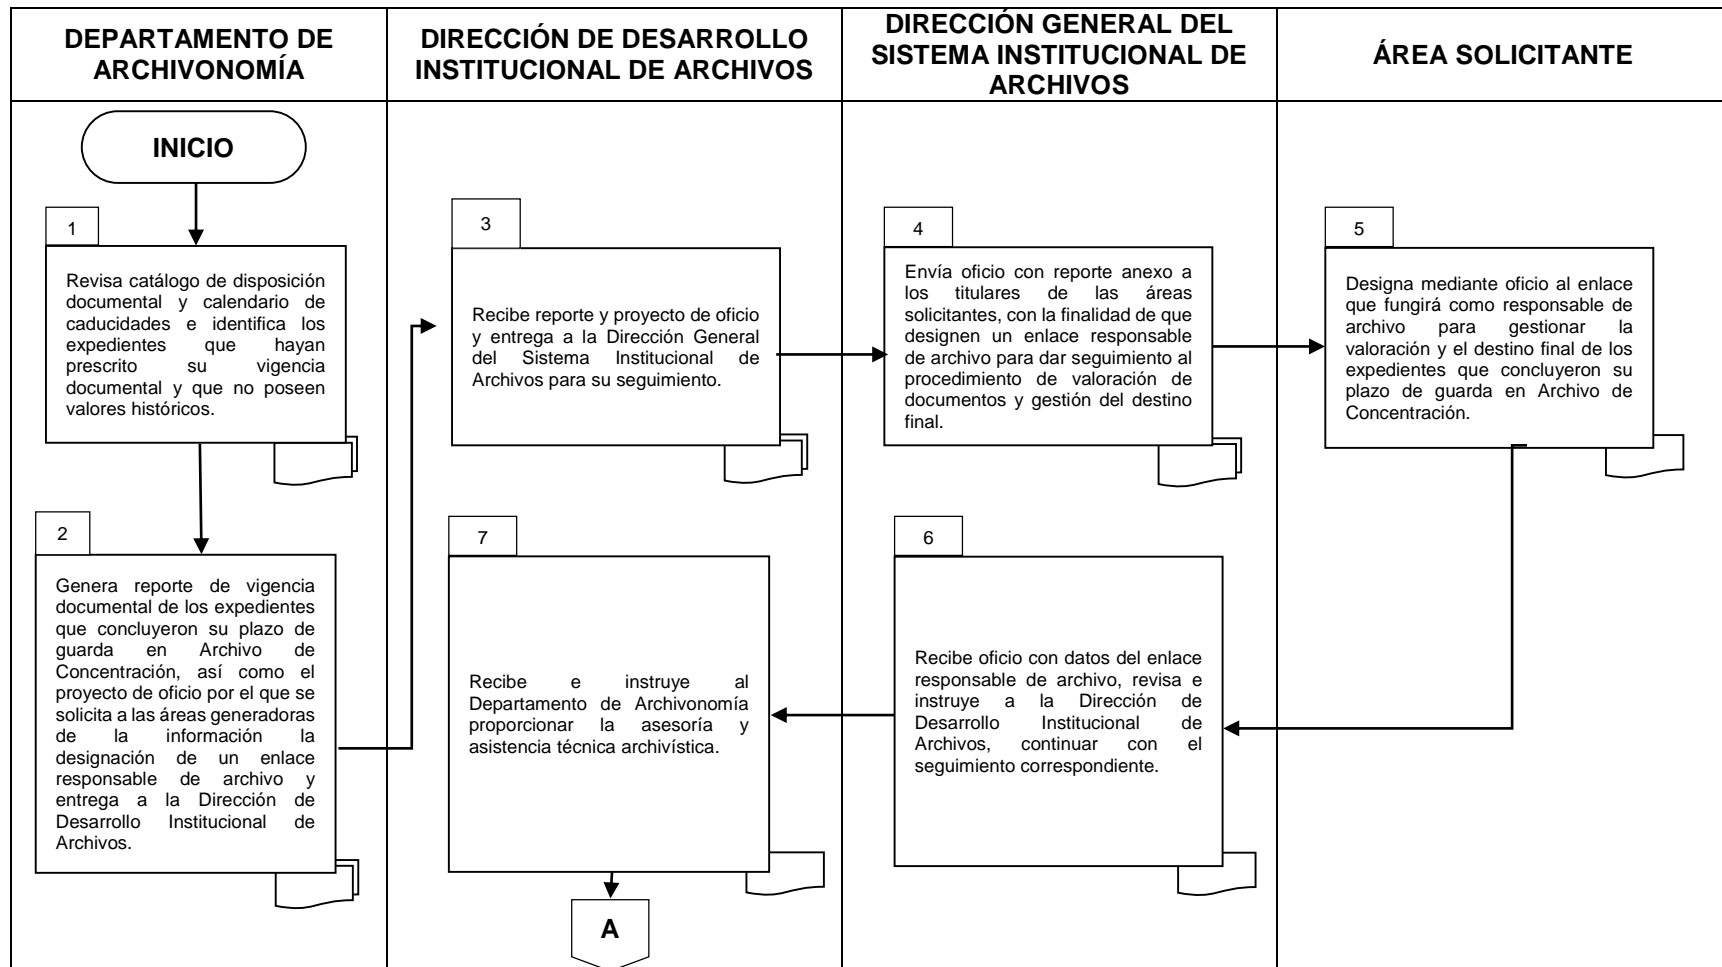 DEPARTAMENTO DE
ARCHIVONOMÍA
DIRECCIÓN DE DESARROLLO
INSTITUCIONAL DE ARCHIVOS
DIRECCIÓN GENERAL DEL
SISTEMA INSTITUCIONAL DE
ARCHIVOS
ÁREA SOLICITANTE
INICIO
1
Revisa catálogo de disposición
documental y calendario de
caducidades e identifica los
expedientes que hayan
prescrito su vigencia
documental y que no poseen
valores históricos.
2
Genera reporte de vigencia
documental de los expedientes
que concluyeron su plazo de
guarda en Archivo de
Concentración, así como el
proyecto de oficio por el que se
solicita a las áreas generadoras
de la información la
designación de un enlace
responsable de archivo y
entrega a la Dirección de
Desarrollo Institucional de
Archivos.
3
Recibe reporte y proyecto de oficio
y entrega a la Dirección General
del Sistema Institucional de
Archivos para su seguimiento.
4
Envía oficio con reporte anexo a
los titulares de las áreas
solicitantes, con la finalidad de que
designen un enlace responsable
de archivo para dar seguimiento al
procedimiento de valoración de
documentos y gestión del destino
final.
5
Designa mediante oficio al enlace
que fungirá como responsable de
archivo para gestionar la
valoración y el destino final de los
expedientes que concluyeron su
plazo de guarda en Archivo de
Concentración.
6
Recibe oficio con datos del enlace
responsable de archivo, revisa e
instruye a la Dirección de
Desarrollo Institucional de
Archivos, continuar con el
seguimiento correspondiente.
7
Recibe e instruye al
Departamento de Archivonomía
proporcionar la asesoría y
asistencia técnica archivística.
A